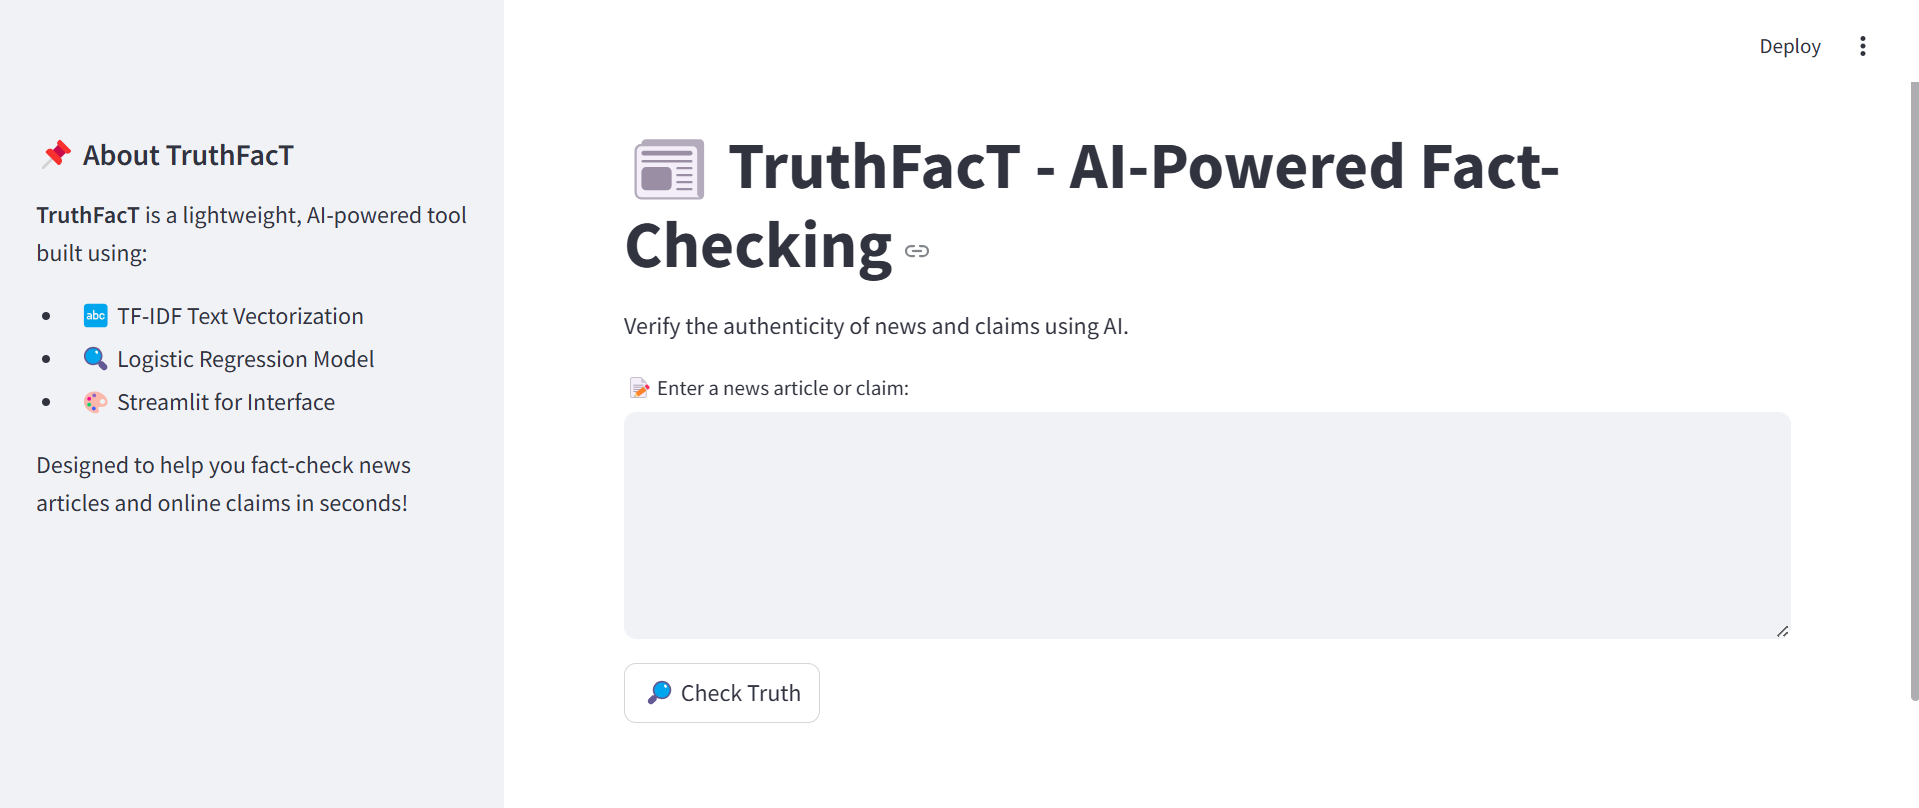 Deploy
📌 About TruthFacT
TruthFacT is a lightweight, AI-powered tool
built using:
• 🔤 TF-IDF Text Vectorization
• 🔍 Logistic Regression Model
• 🎨 Streamlit for Interface
Designed to help you fact-check news
articles and online claims in seconds!
📰 TruthFacT - AI-Powered Fact-
Checking
Verify the authenticity of news and claims using AI.
📝 Enter a news article or claim:
🔎 Check Truth